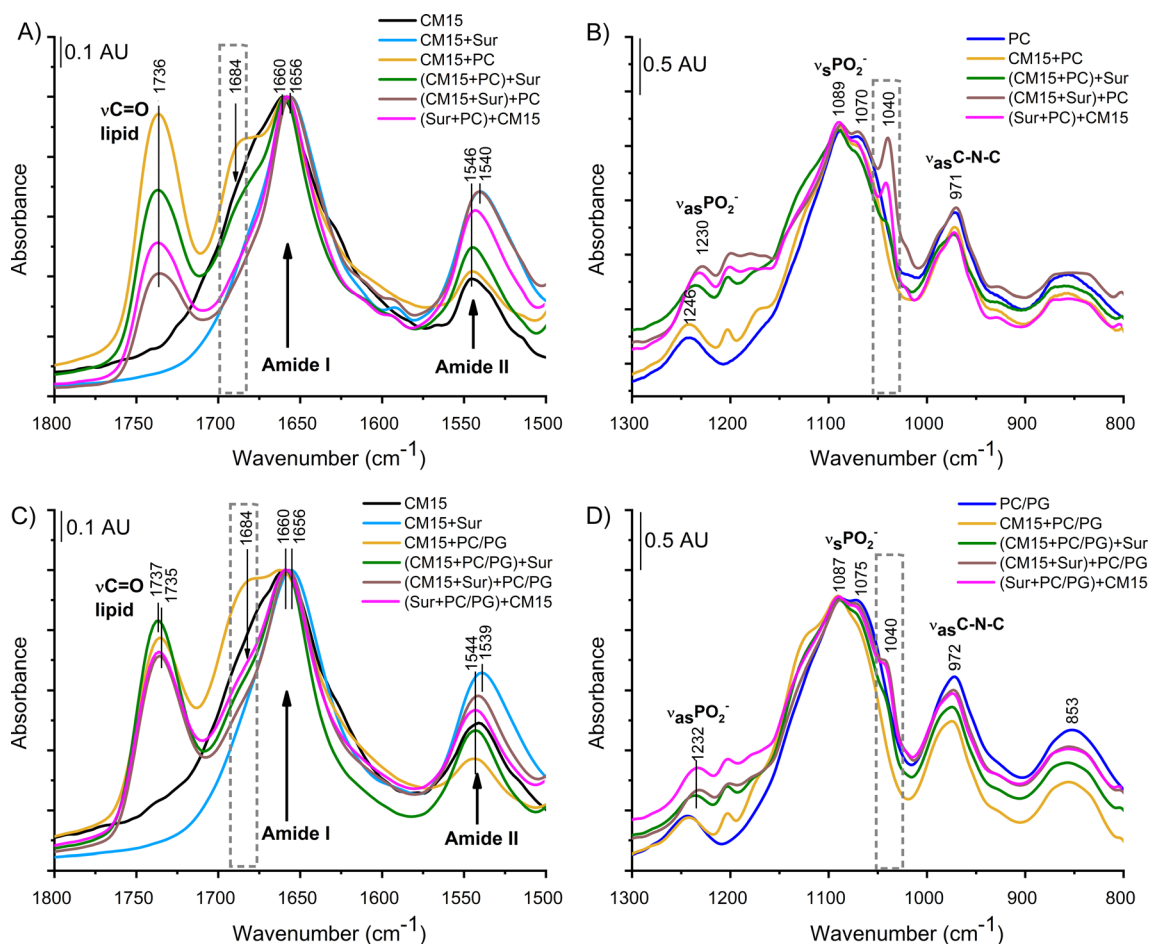 A)
0.1 AU
CM15
CM15+Sur
CM15+PC
(CM15+PC)+Sur
(CM15+Sur)+PC
(Sur+PC)+CM15
1736
1684
1660
1656
1546
1540
νC=O
lipid
Amide I
Amide II
Absorbance
1800 1750 1700 1650 1600 1550 1500
Wavenumber (cm⁻¹)
B)
0.5 AU
PC
CM15+PC
(CM15+PC)+Sur
(CM15+Sur)+PC
(Sur+PC)+CM15
νsPO₂⁻
1089
1070
1040
νasC-N-C
971
νasPO₂⁻
1230
1246
Absorbance
1300 1200 1100 1000 900 800
Wavenumber (cm⁻¹)
C)
0.1 AU
CM15
CM15+Sur
CM15+PC/PG
(CM15+PC/PG)+Sur
(CM15+Sur)+PC/PG
(Sur+PC/PG)+CM15
1684
1660
1656
νC=O
lipid
1737
1735
1544
1539
Amide I
Amide II
Absorbance
1800 1750 1700 1650 1600 1550 1500
Wavenumber (cm⁻¹)
D)
0.5 AU
PC/PG
CM15+PC/PG
(CM15+PC/PG)+Sur
(CM15+Sur)+PC/PG
(Sur+PC/PG)+CM15
νsPO₂⁻
1087
1075
1040
νasC-N-C
972
853
νasPO₂⁻
1232
Absorbance
1300 1200 1100 1000 900 800
Wavenumber (cm⁻¹)